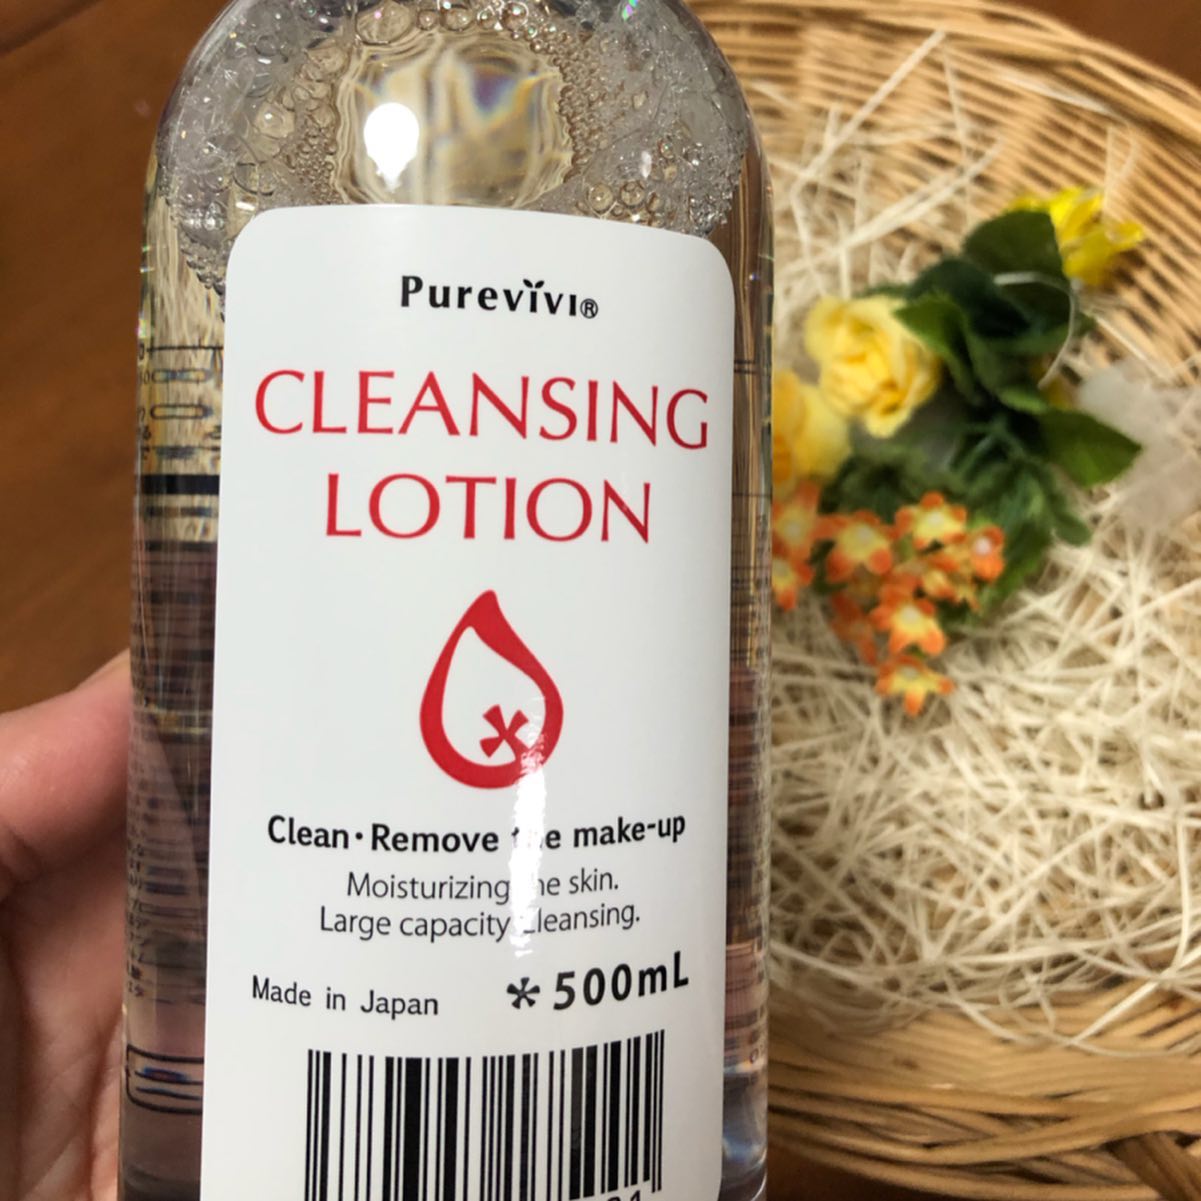 Purevivi®
CLEANSING
LOTION
Clean・Remove make-up
Moisturizing skin.
Large capacity cleansing.
Made in Japan *500mL